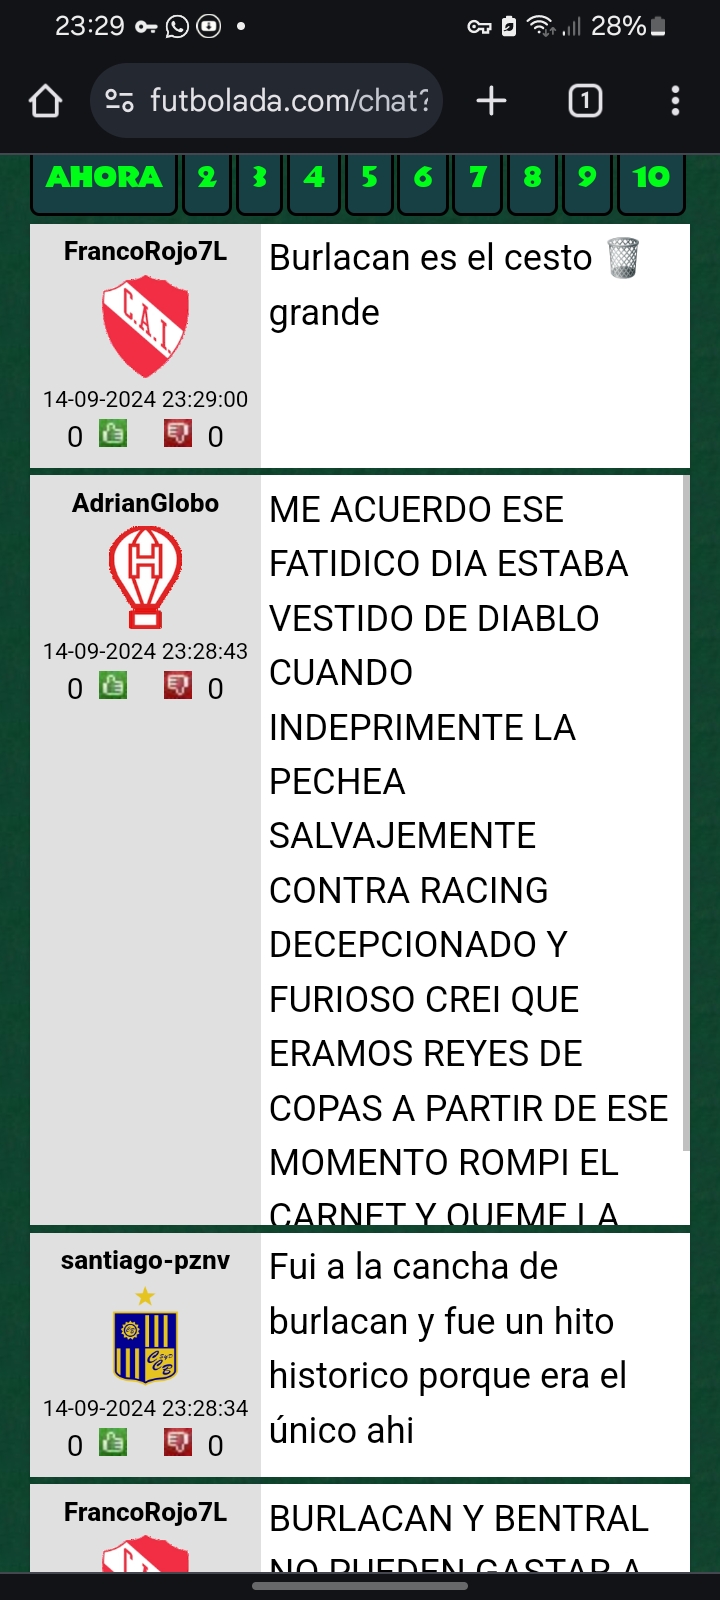 23:29
28%
futbolada.com/chat?
1
AHORA 2 3 4 5 6 7 8 9 10
FrancoRojo7L
C.A.I.
14-09-2024 23:29:00
0 0
Burlacan es el cesto 🗑️
grande
AdrianGlobo
H
14-09-2024 23:28:43
0 0
ME ACUERDO ESE
FATIDICO DIA ESTABA
VESTIDO DE DIABLO
CUANDO
INDEPRIMENTE LA
PECHEA
SALVAJEMENTE
CONTRA RACING
DECEPCIONADO Y
FURIOSO CREI QUE
ERAMOS REYES DE
COPAS A PARTIR DE ESE
MOMENTO ROMPI EL
CARNET Y QUEME LA
santiago-pznv
14-09-2024 23:28:34
0 0
Fui a la cancha de
burlacan y fue un hito
historico porque era el
único ahi
FrancoRojo7L
BURLACAN Y BENTRAL
NO PUEDEN GASTAR A